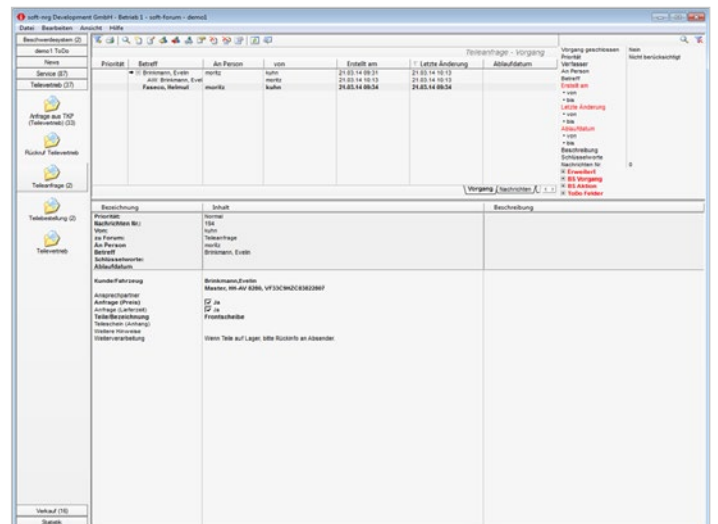 soft-nrg Development GmbH - Betrieb 1 - soft-forum - demo1
Datei Bearbeiten Ansicht Hilfe
Beschwerdesystem (2)
demo1 ToDo
News
Service (87)
Televertrieb (37)
Anfrage aus TKP
(Televertrieb) (33)
Rückruf Televertrieb
Teileanfrage (2)
Teilebestellung (2)
Televertrieb
Verkauf (16)
Statistik
Teileanfrage - Vorgang
Priorität Betreff An Person von Erstellt am Letzte Änderung Ablaufdatum
Brinkmann, Evelin moritz kuhn 21.03.14 09:31 21.03.14 10:13
AW: Brinkmann, Evel moritz 21.03.14 10:13 21.03.14 10:13
Faseco, Helmut moritz kuhn 21.03.14 09:34 21.03.14 09:34
Vorgang Nachrichten
Vorgang geschlossen Nein
Priorität Nicht berücksichtigt
Verfasser
An Person
Betreff
Erstellt am
von
bis
Letzte Änderung
von
bis
Ablaufdatum
von
bis
Beschreibung
Schlüsselworte
Nachrichten Nr 0
Erweitert
BS Vorgang
BS Aktion
ToDo Felder
Bezeichnung Inhalt Beschreibung
Priorität: Normal
Nachrichten Nr.: 154
Von: kuhn
zu Forum: Teileanfrage
An Person moritz
Betreff Brinkmann, Evelin
Schlüsselworte:
Ablaufdatum
Kunde/Fahrzeug Brinkmann,Evelin
Ansprechpartner
Anfrage (Preis) Ja
Anfrage (Lieferzeit) Ja
Teile/Bezeichnung Frontscheibe
Teileschein (Anhang)
Weitere Hinweise
Weiterverarbeitung Wenn Teile auf Lager, bitte Rückinfo an Absender.